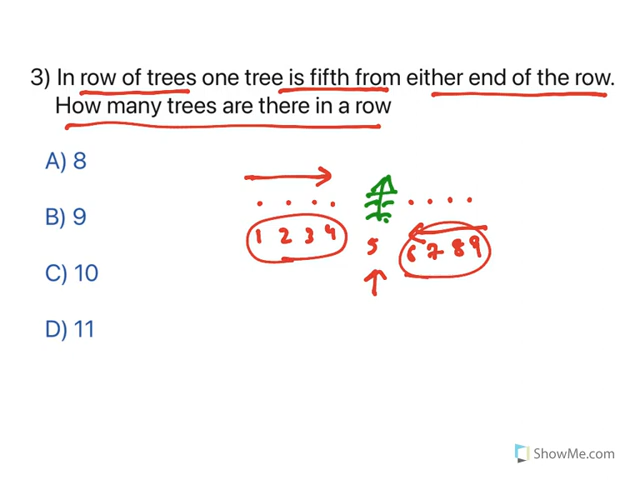 3) In row of trees one tree is fifth from either end of the row.
How many trees are there in a row
A) 8
B) 9
C) 10
D) 11
1 2 3 4 5 6 7 8 9
ShowMe.com